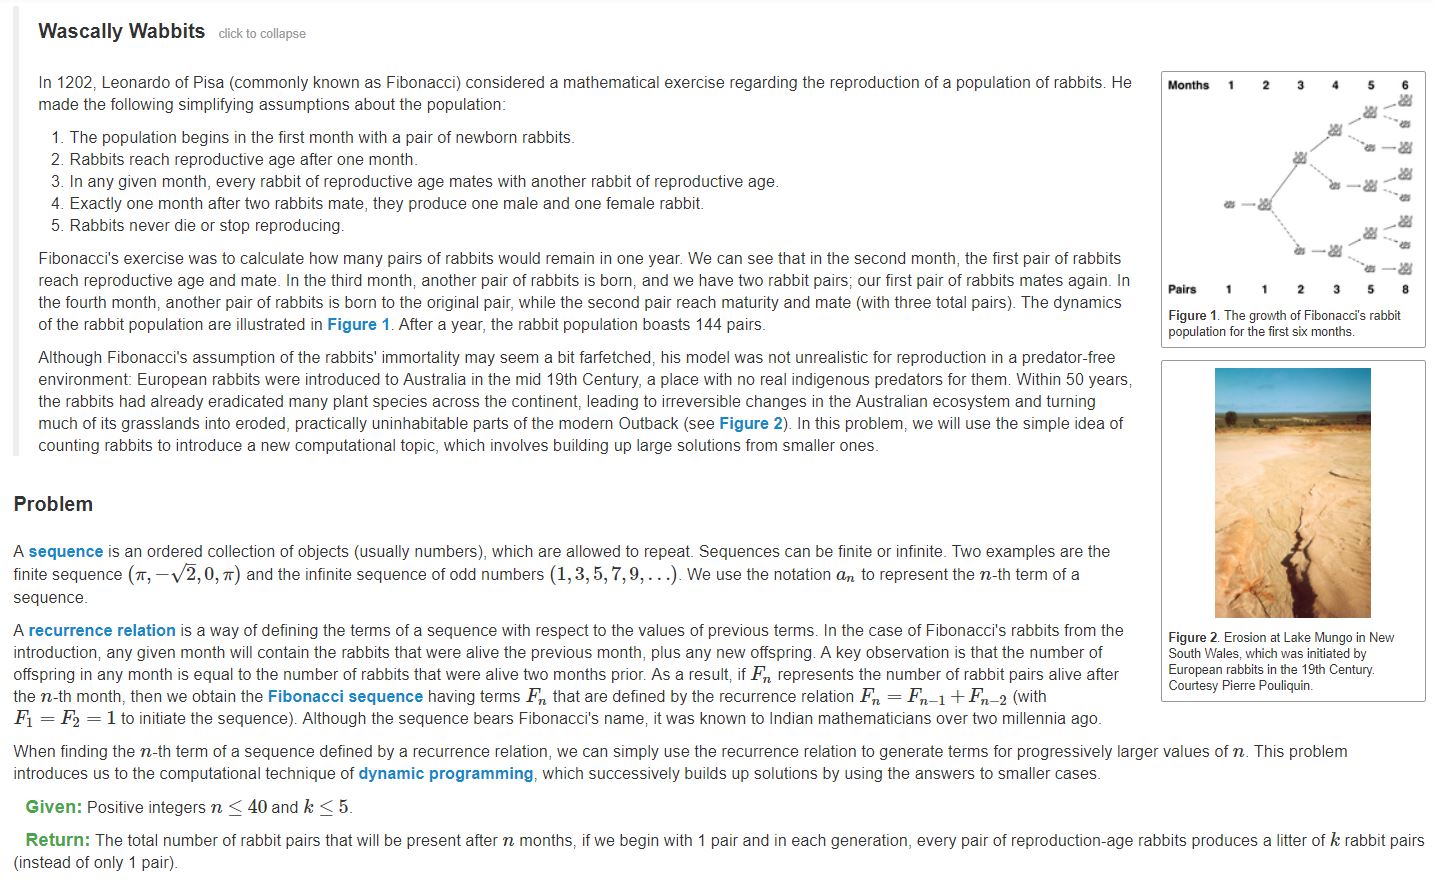 Wascally Wabbits click to collapse
In 1202, Leonardo of Pisa (commonly known as Fibonacci) considered a mathematical exercise regarding the reproduction of a population of rabbits. He
made the following simplifying assumptions about the population:
1. The population begins in the first month with a pair of newborn rabbits.
2. Rabbits reach reproductive age after one month.
3. In any given month, every rabbit of reproductive age mates with another rabbit of reproductive age.
4. Exactly one month after two rabbits mate, they produce one male and one female rabbit.
5. Rabbits never die or stop reproducing.
Fibonacci's exercise was to calculate how many pairs of rabbits would remain in one year. We can see that in the second month, the first pair of rabbits
reach reproductive age and mate. In the third month, another pair of rabbits is born, and we have two rabbit pairs; our first pair of rabbits mates again. In
the fourth month, another pair of rabbits is born to the original pair, while the second pair reach maturity and mate (with three total pairs). The dynamics
of the rabbit population are illustrated in Figure 1. After a year, the rabbit population boasts 144 pairs.
Although Fibonacci's assumption of the rabbits' immortality may seem a bit farfetched, his model was not unrealistic for reproduction in a predator-free
environment: European rabbits were introduced to Australia in the mid 19th Century, a place with no real indigenous predators for them. Within 50 years,
the rabbits had already eradicated many plant species across the continent, leading to irreversible changes in the Australian ecosystem and turning
much of its grasslands into eroded, practically uninhabitable parts of the modern Outback (see Figure 2). In this problem, we will use the simple idea of
counting rabbits to introduce a new computational topic, which involves building up large solutions from smaller ones.
Months 1 2 3 4 5 6
Pairs 1 1 2 3 5 8
Figure 1. The growth of Fibonacci's rabbit
population for the first six months.
Figure 2. Erosion at Lake Mungo in New
South Wales, which was initiated by
European rabbits in the 19th Century.
Courtesy Pierre Pouliquin.
Problem
A sequence is an ordered collection of objects (usually numbers), which are allowed to repeat. Sequences can be finite or infinite. Two examples are the
finite sequence (π, −√2, 0, π) and the infinite sequence of odd numbers (1, 3, 5, 7, 9, …). We use the notation aₙ to represent the n-th term of a
sequence.
A recurrence relation is a way of defining the terms of a sequence with respect to the values of previous terms. In the case of Fibonacci's rabbits from the
introduction, any given month will contain the rabbits that were alive the previous month, plus any new offspring. A key observation is that the number of
offspring in any month is equal to the number of rabbits that were alive two months prior. As a result, if Fₙ represents the number of rabbit pairs alive after
the n-th month, then we obtain the Fibonacci sequence having terms Fₙ that are defined by the recurrence relation Fₙ = Fₙ₋₁ + Fₙ₋₂ (with
F₁ = F₂ = 1 to initiate the sequence). Although the sequence bears Fibonacci's name, it was known to Indian mathematicians over two millennia ago.
When finding the n-th term of a sequence defined by a recurrence relation, we can simply use the recurrence relation to generate terms for progressively larger values of n. This problem
introduces us to the computational technique of dynamic programming, which successively builds up solutions by using the answers to smaller cases.
Given: Positive integers n ≤ 40 and k ≤ 5.
Return: The total number of rabbit pairs that will be present after n months, if we begin with 1 pair and in each generation, every pair of reproduction-age rabbits produces a litter of k rabbit pairs
(instead of only 1 pair).